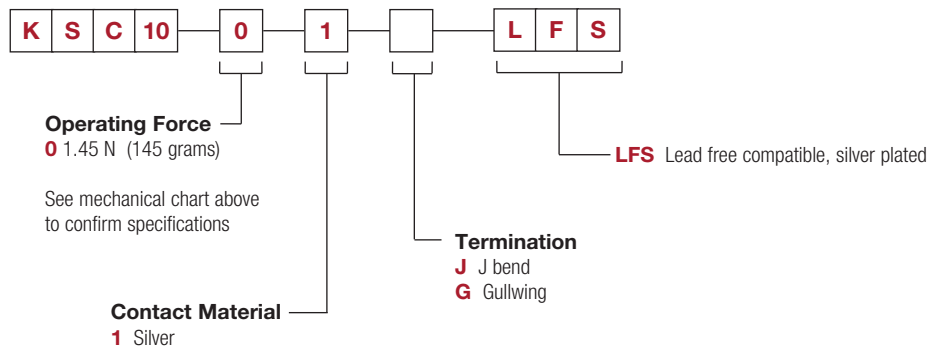 K S C 10 0 1 L F S
Operating Force
0 1.45 N (145 grams)
See mechanical chart above
to confirm specifications
LFS Lead free compatible, silver plated
Termination
J J bend
G Gullwing
Contact Material
1 Silver